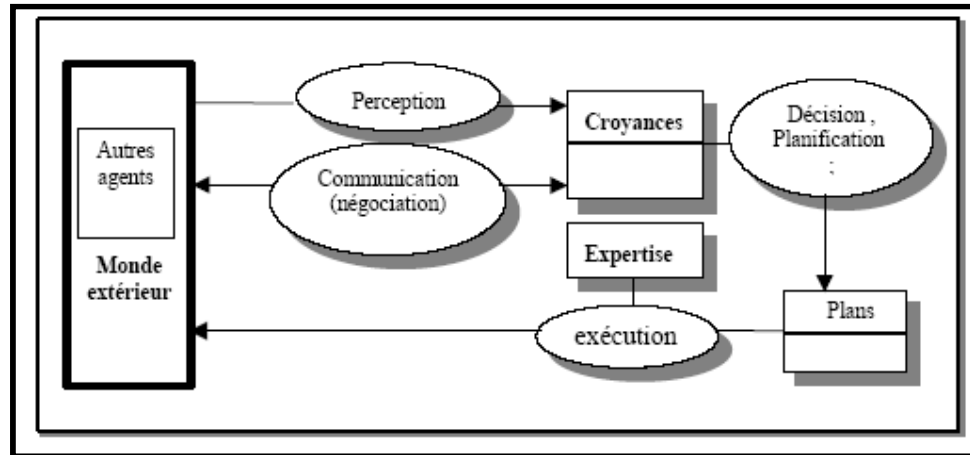 Perception
Croyances
Décision ,
Planification
;
Autres
agents
Communication
(négociation)
Monde
extérieur
Expertise
Plans
exécution